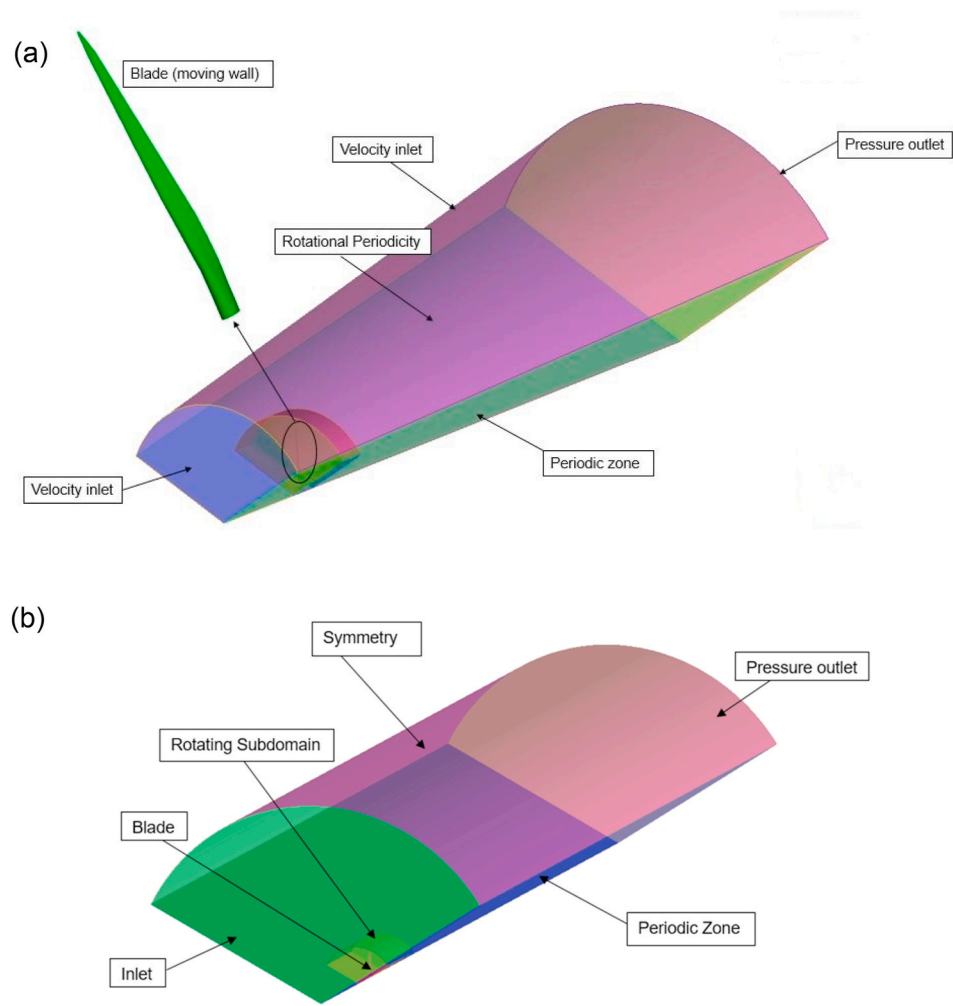 (a)
Blade (moving wall)
Velocity inlet
Pressure outlet
Rotational Periodicity
Periodic zone
Velocity inlet
(b)
Symmetry
Pressure outlet
Rotating Subdomain
Blade
Periodic Zone
Inlet